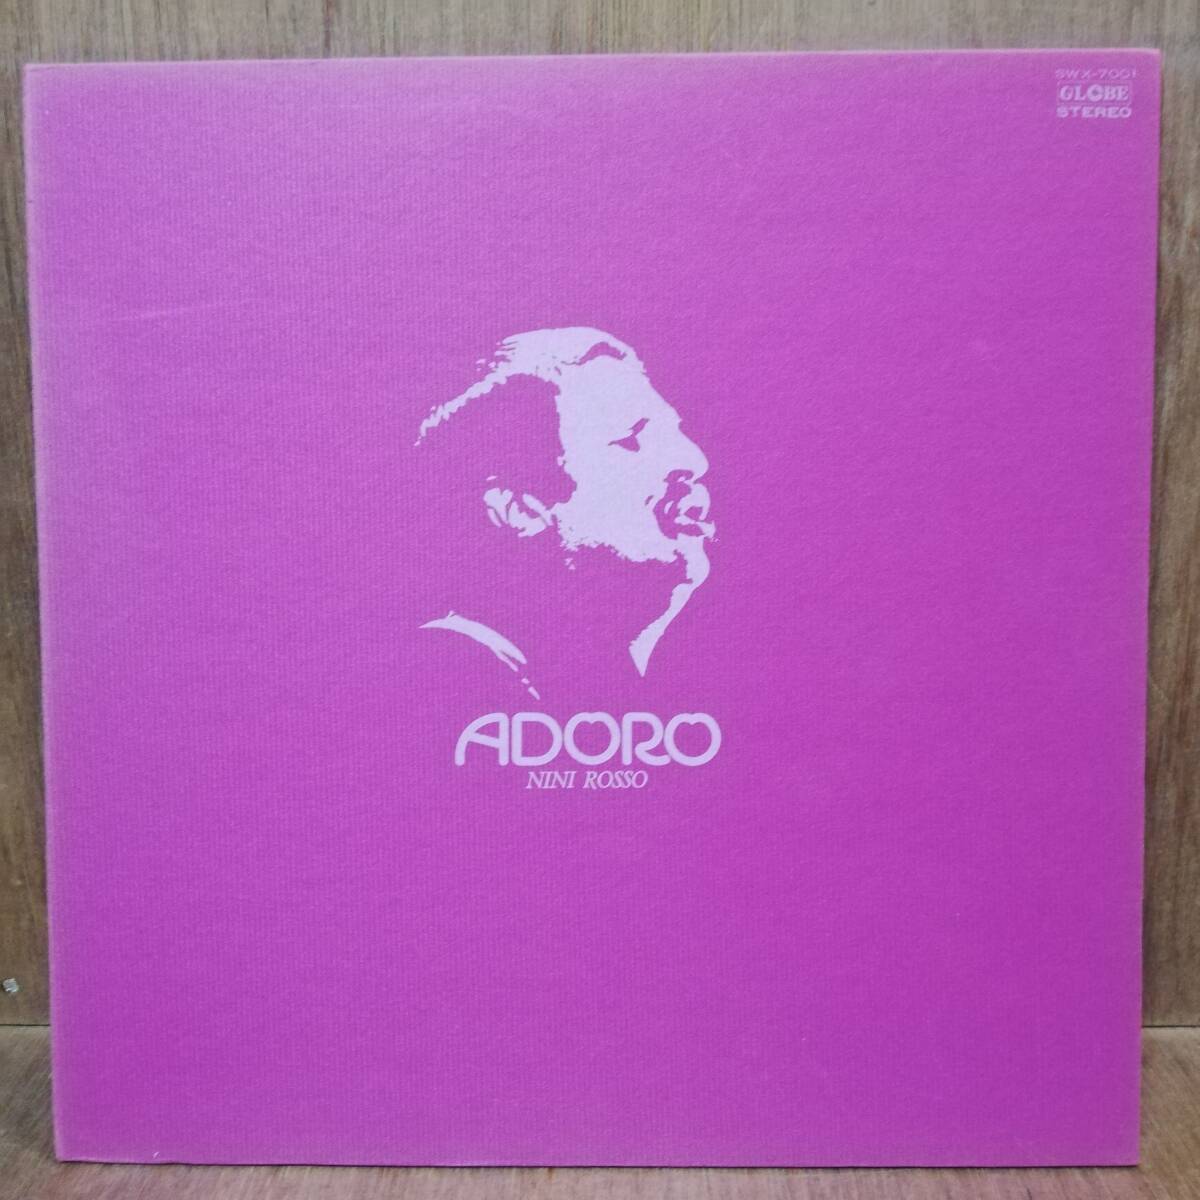 SWX-7001
GLOBE
STEREO
ADORO
NINI ROSSO